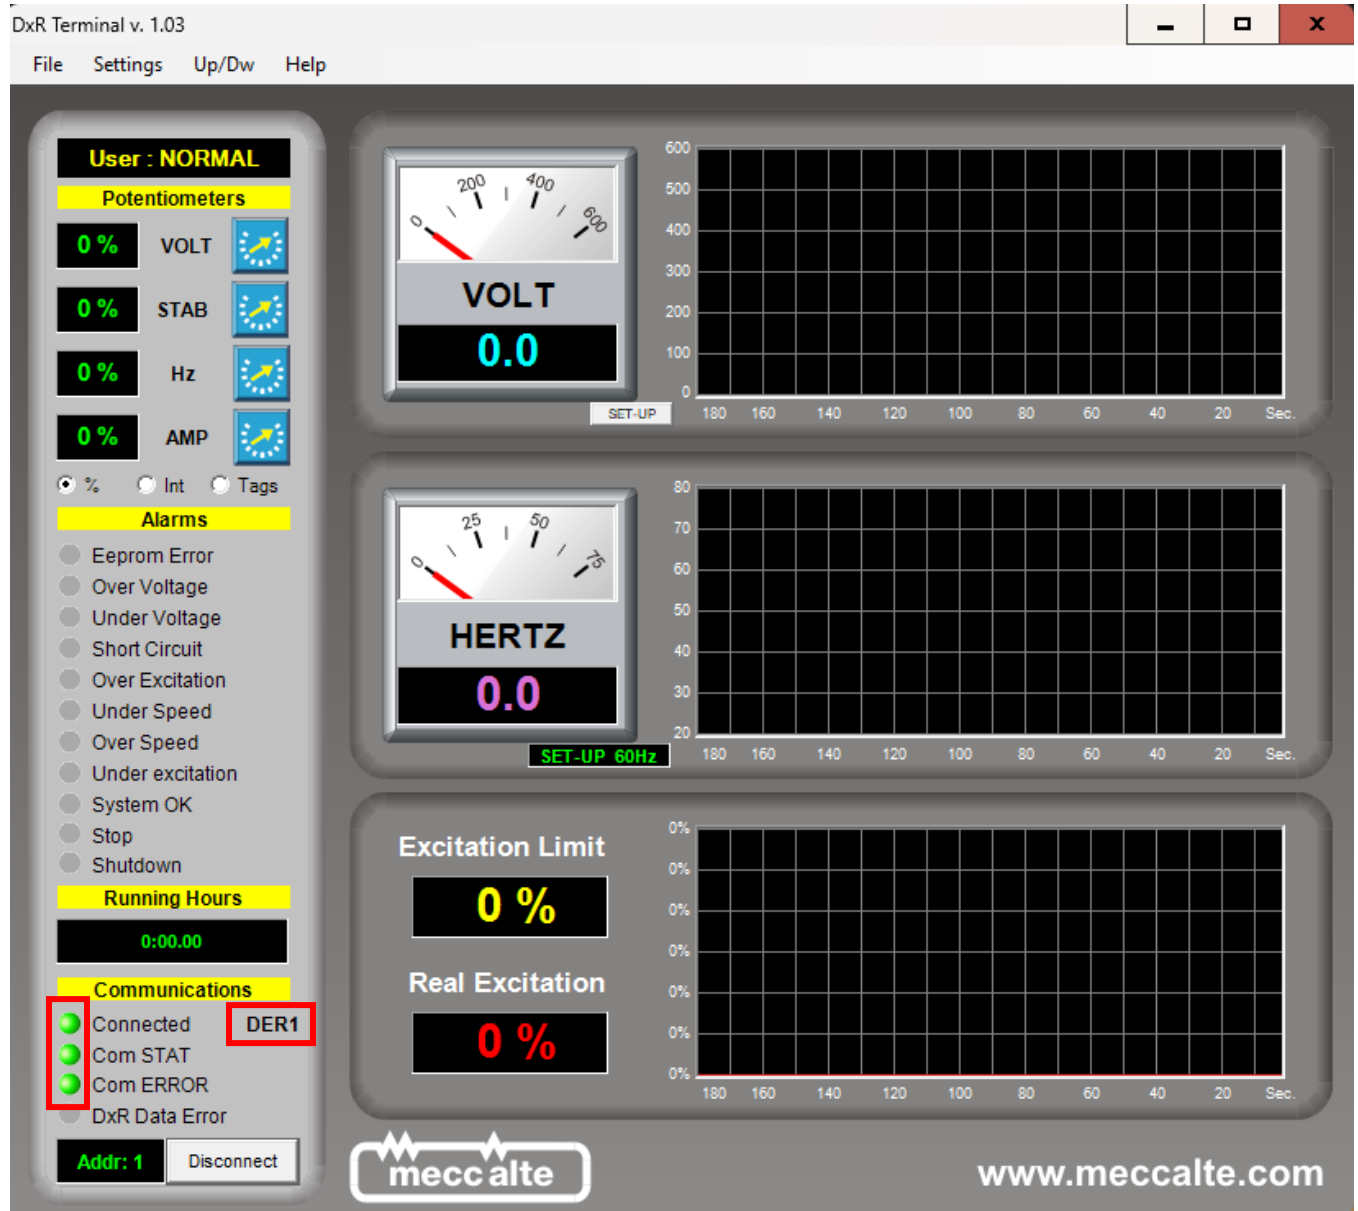 DxR Terminal v. 1.03
File Settings Up/Dw Help
User : NORMAL
Potentiometers
0 % VOLT
0 % STAB
0 % Hz
0 % AMP
% Int Tags
Alarms
Eeprom Error
Over Voltage
Under Voltage
Short Circuit
Over Excitation
Under Speed
Over Speed
Under excitation
System OK
Stop
Shutdown
Running Hours
0:00.00
Communications
Connected DER1
Com STAT
Com ERROR
DxR Data Error
Addr: 1 Disconnect
0 200 400 600
VOLT
0.0
SET-UP
600
500
400
300
200
100
0
180 160 140 120 100 80 60 40 20 Sec.
0 25 50 75
HERTZ
0.0
SET-UP 60Hz
80
70
60
50
40
30
20
180 160 140 120 100 80 60 40 20 Sec.
Excitation Limit
0 %
Real Excitation
0 %
0%
0%
0%
0%
0%
0%
0%
180 160 140 120 100 80 60 40 20 Sec.
mecc alte
www.meccalte.com